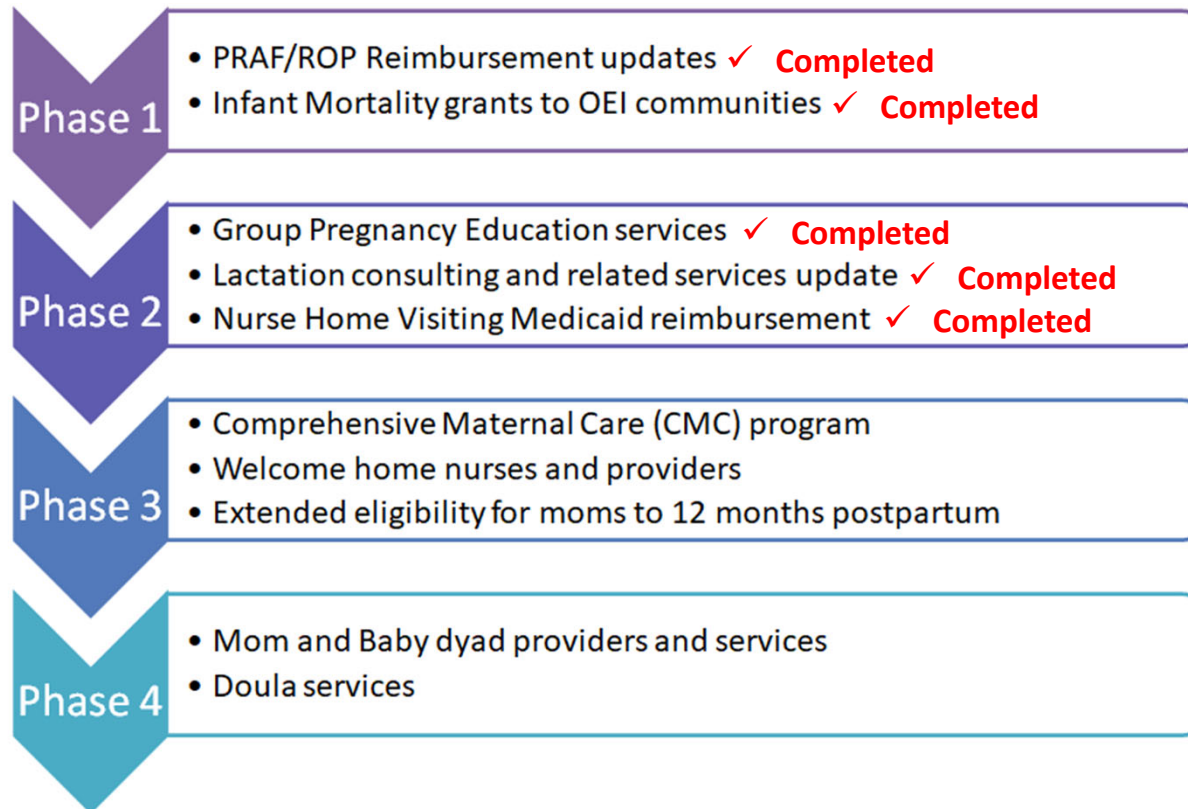 Phase 1
• PRAF/ROP Reimbursement updates ✓ Completed
• Infant Mortality grants to OEI communities ✓ Completed
Phase 2
• Group Pregnancy Education services ✓ Completed
• Lactation consulting and related services update ✓ Completed
• Nurse Home Visiting Medicaid reimbursement ✓ Completed
Phase 3
• Comprehensive Maternal Care (CMC) program
• Welcome home nurses and providers
• Extended eligibility for moms to 12 months postpartum
Phase 4
• Mom and Baby dyad providers and services
• Doula services